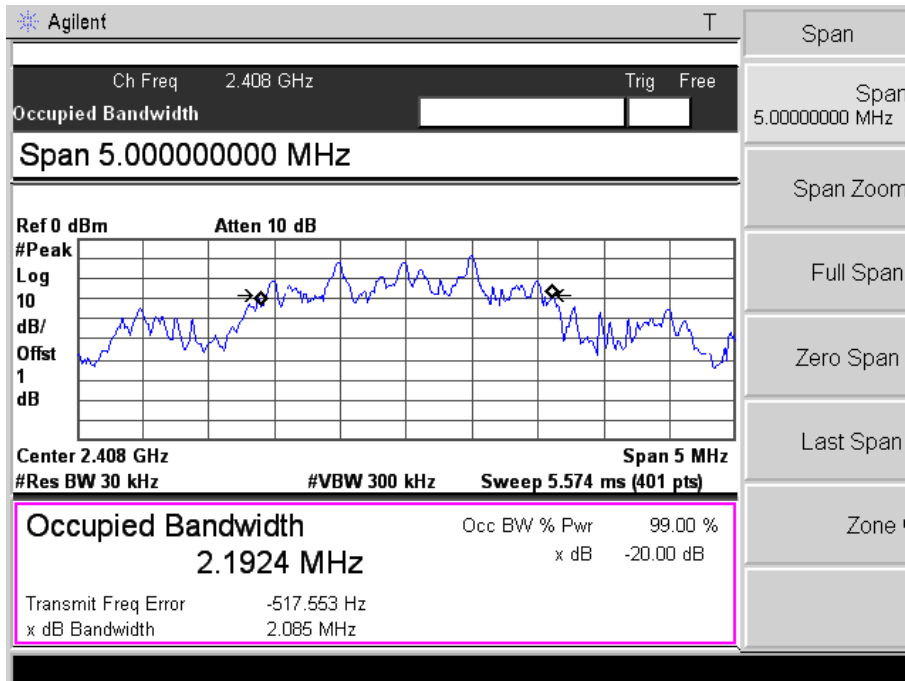 Agilent T
Ch Freq 2.408 GHz Trig Free
Occupied Bandwidth
Span 5.000000000 MHz
Ref 0 dBm Atten 10 dB
#Peak
Log
10
dB/
Offst
1
dB
Center 2.408 GHz Span 5 MHz
#Res BW 30 kHz #VBW 300 kHz Sweep 5.574 ms (401 pts)
Occupied Bandwidth
2.1924 MHz
Occ BW % Pwr 99.00 %
x dB -20.00 dB
Transmit Freq Error -517.553 Hz
x dB Bandwidth 2.085 MHz
Span
Span
5.00000000 MHz
Span Zoom
Full Span
Zero Span
Last Span
Zone